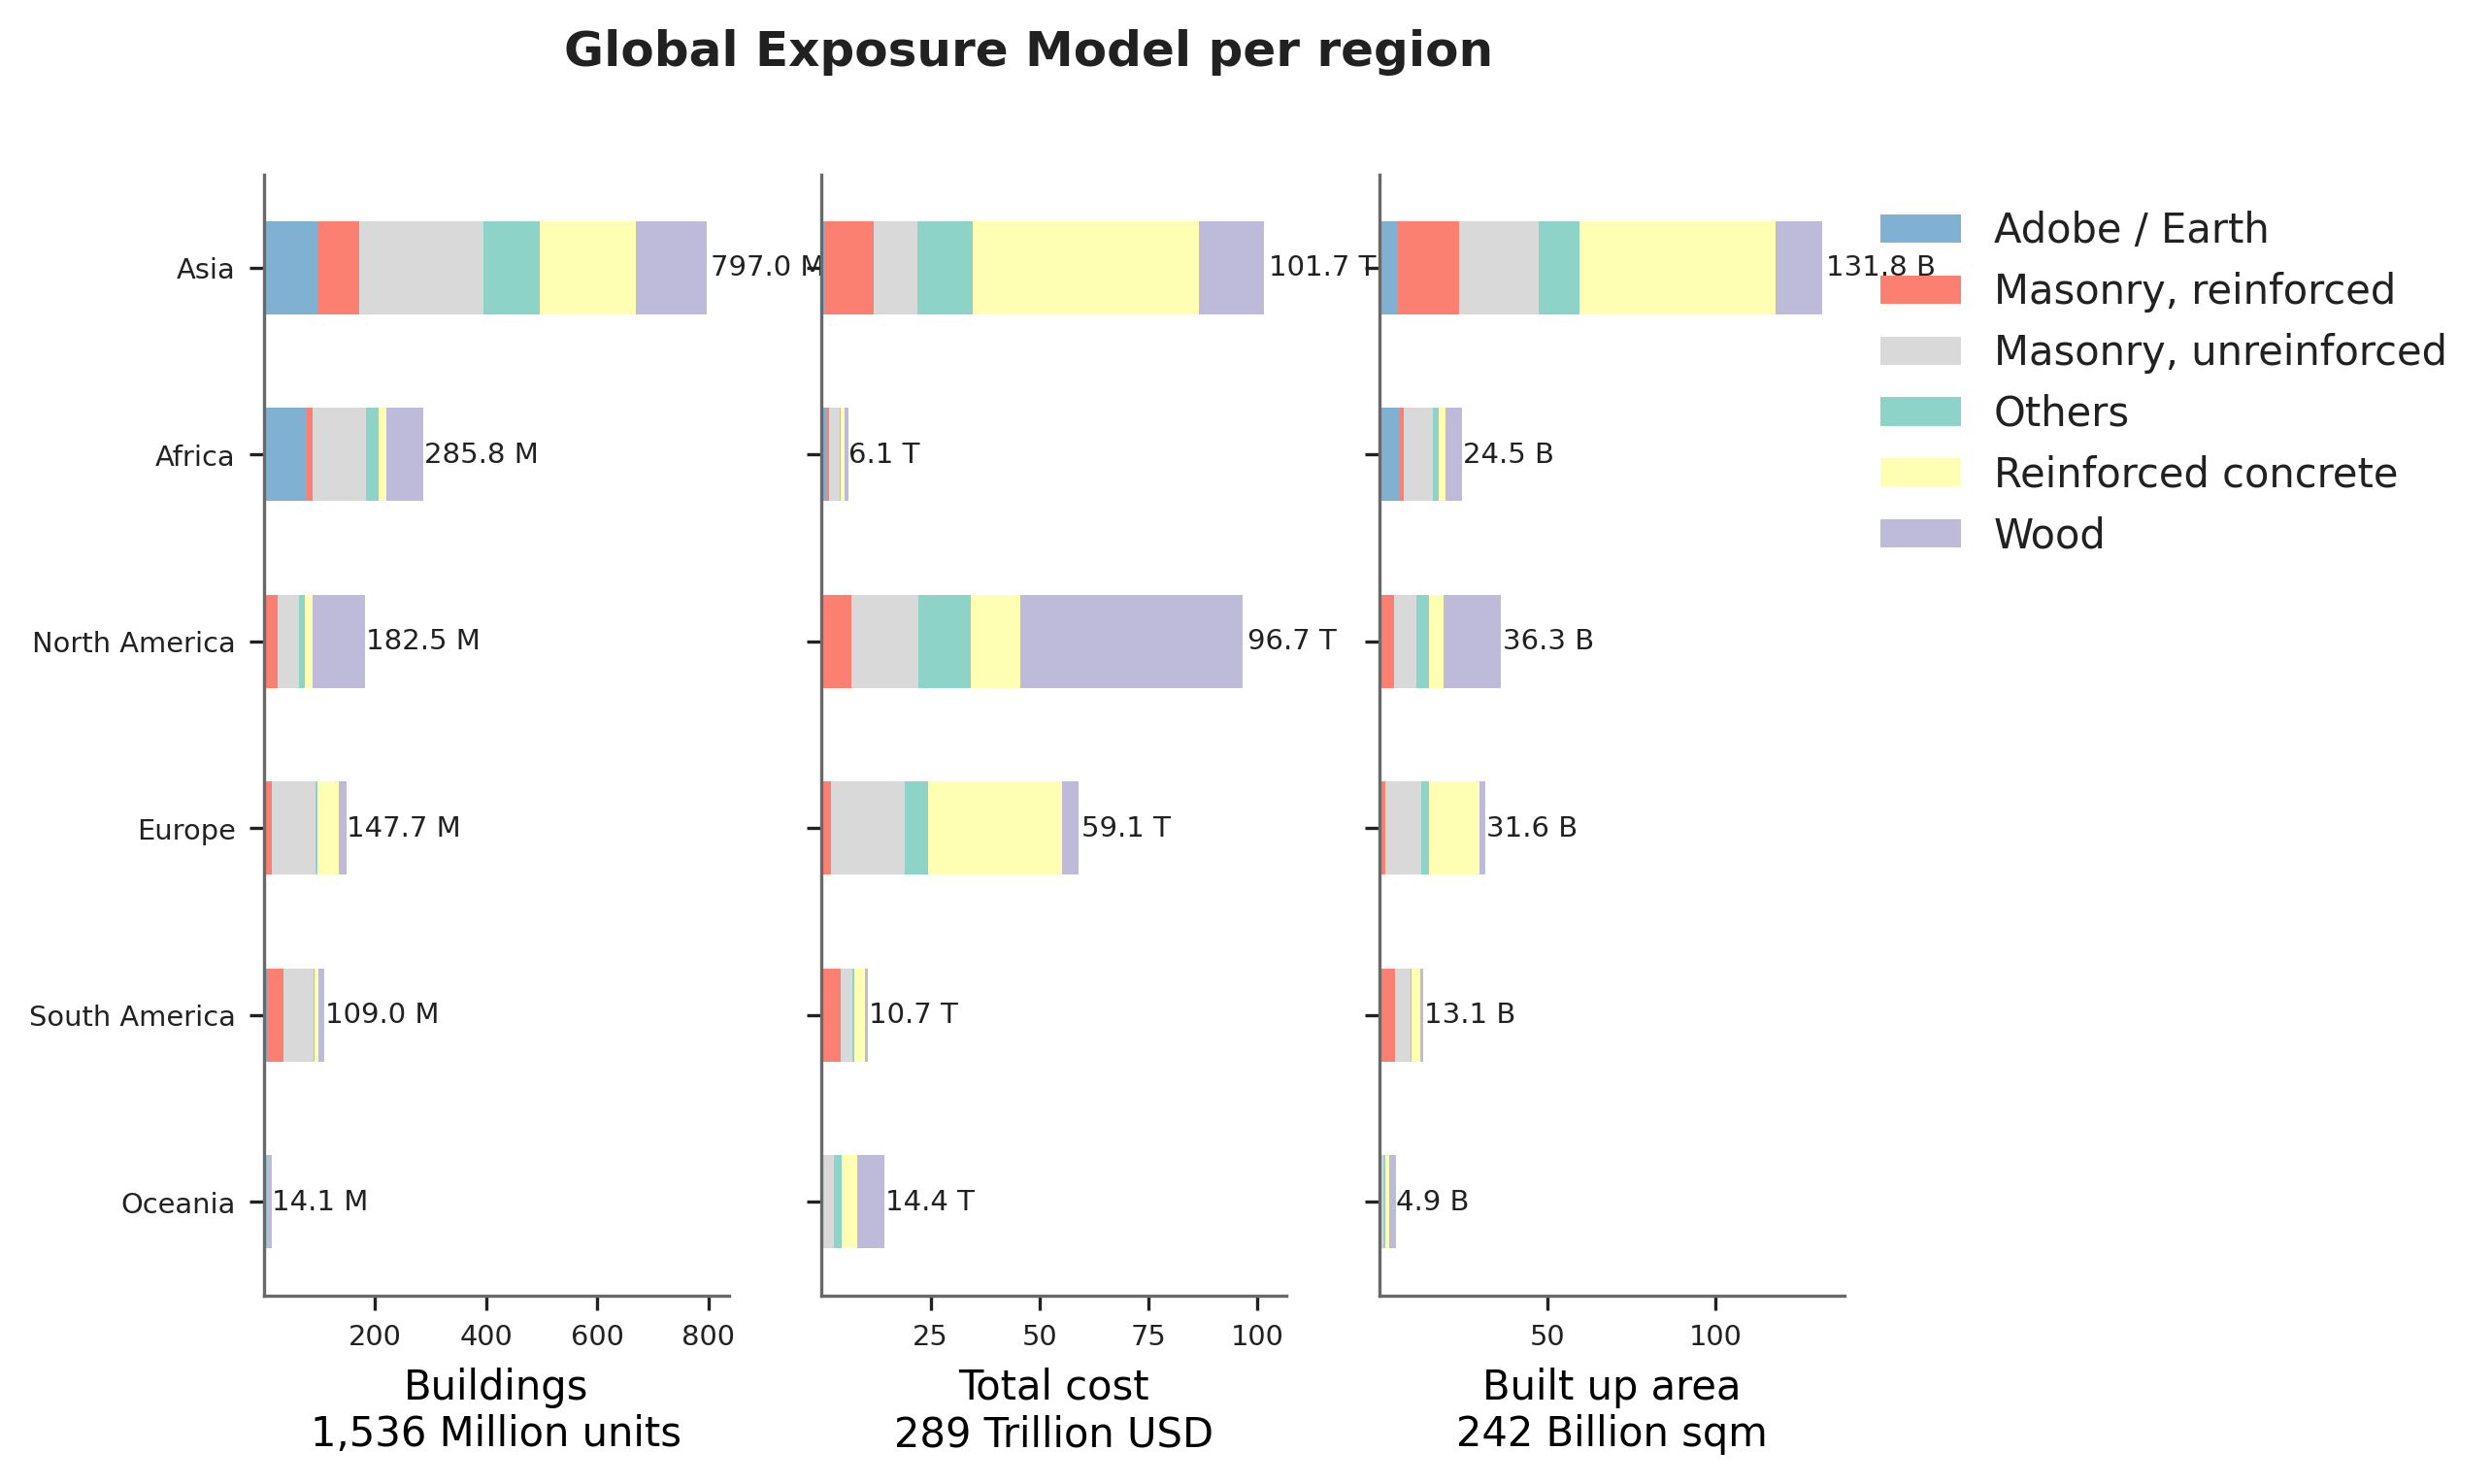 Global Exposure Model per region
Asia
797.0 M
101.7 T
131.8 B
Africa
285.8 M
6.1 T
24.5 B
North America
182.5 M
96.7 T
36.3 B
Europe
147.7 M
59.1 T
31.6 B
South America
109.0 M
10.7 T
13.1 B
Oceania
14.1 M
14.4 T
4.9 B
200 400 600 800
Buildings
1,536 Million units
25 50 75 100
Total cost
289 Trillion USD
50 100
Built up area
242 Billion sqm
Adobe / Earth
Masonry, reinforced
Masonry, unreinforced
Others
Reinforced concrete
Wood